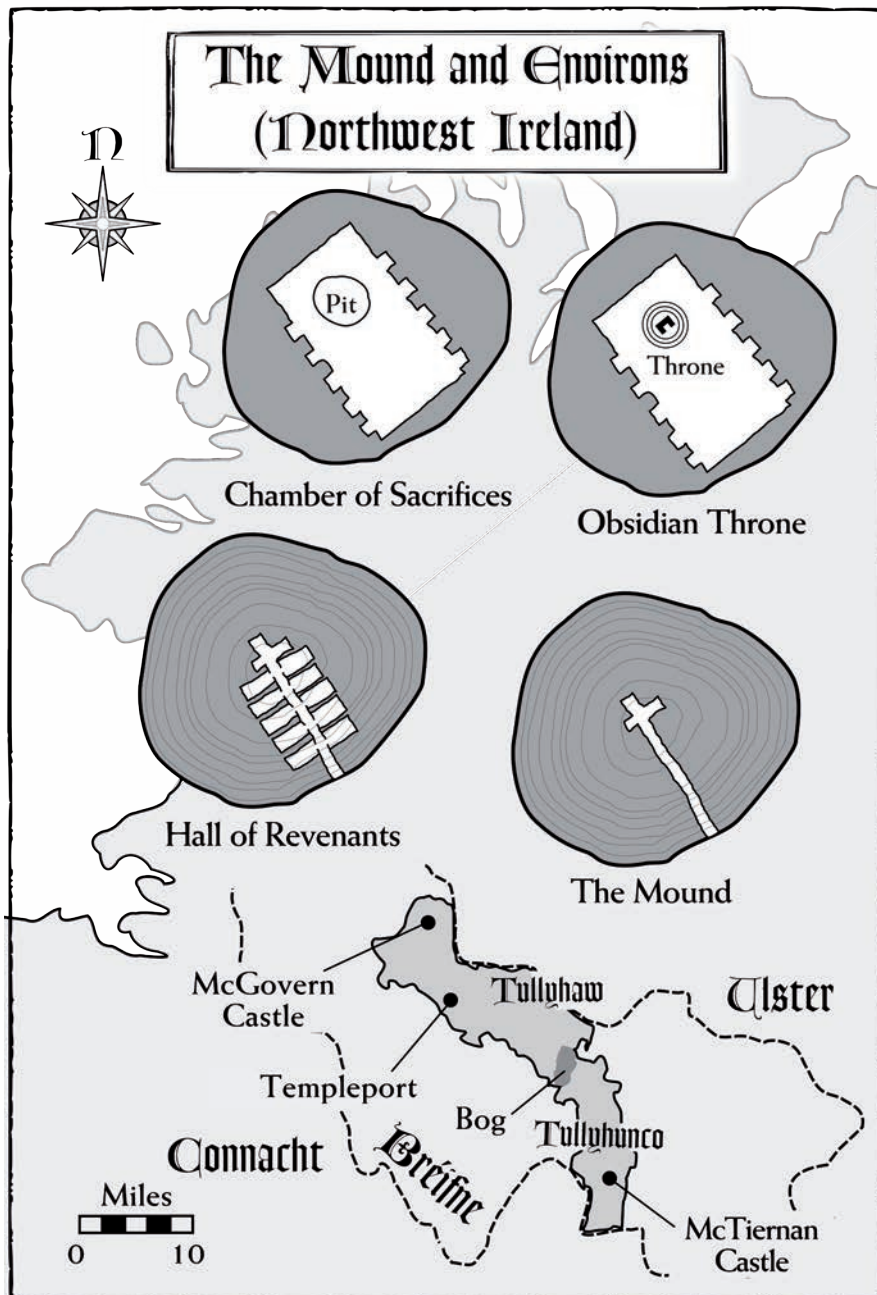 The Mound and Environs
(Northwest Ireland)
N
Pit
Throne
Chamber of Sacrifices
Obsidian Throne
Hall of Revenants
The Mound
McGovern
Castle
Tullyhaw
Ulster
Templeport
Bog
Tullyhunco
Connacht
Breifne
Miles
0 10
McTiernan
Castle